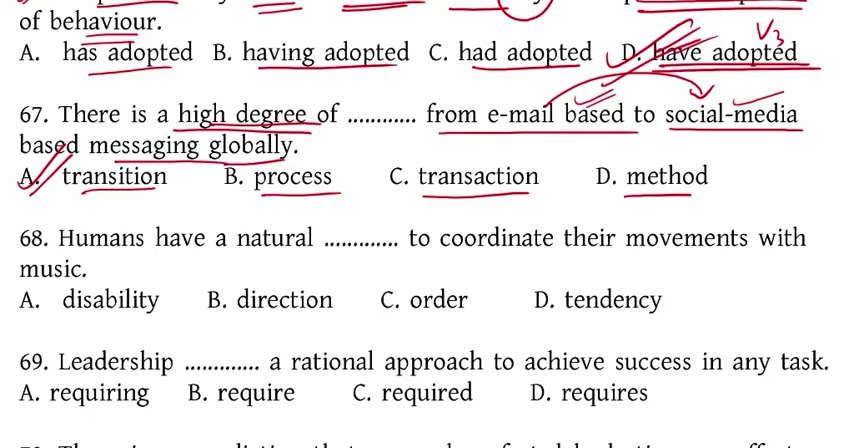 of behaviour.
A. has adopted B. having adopted C. had adopted D. have adopted V3
67. There is a high degree of ............ from e-mail based to social-media
based messaging globally.
A. transition B. process C. transaction D. method
68. Humans have a natural ............. to coordinate their movements with
music.
A. disability B. direction C. order D. tendency
69. Leadership ............. a rational approach to achieve success in any task.
A. requiring B. require C. required D. requires